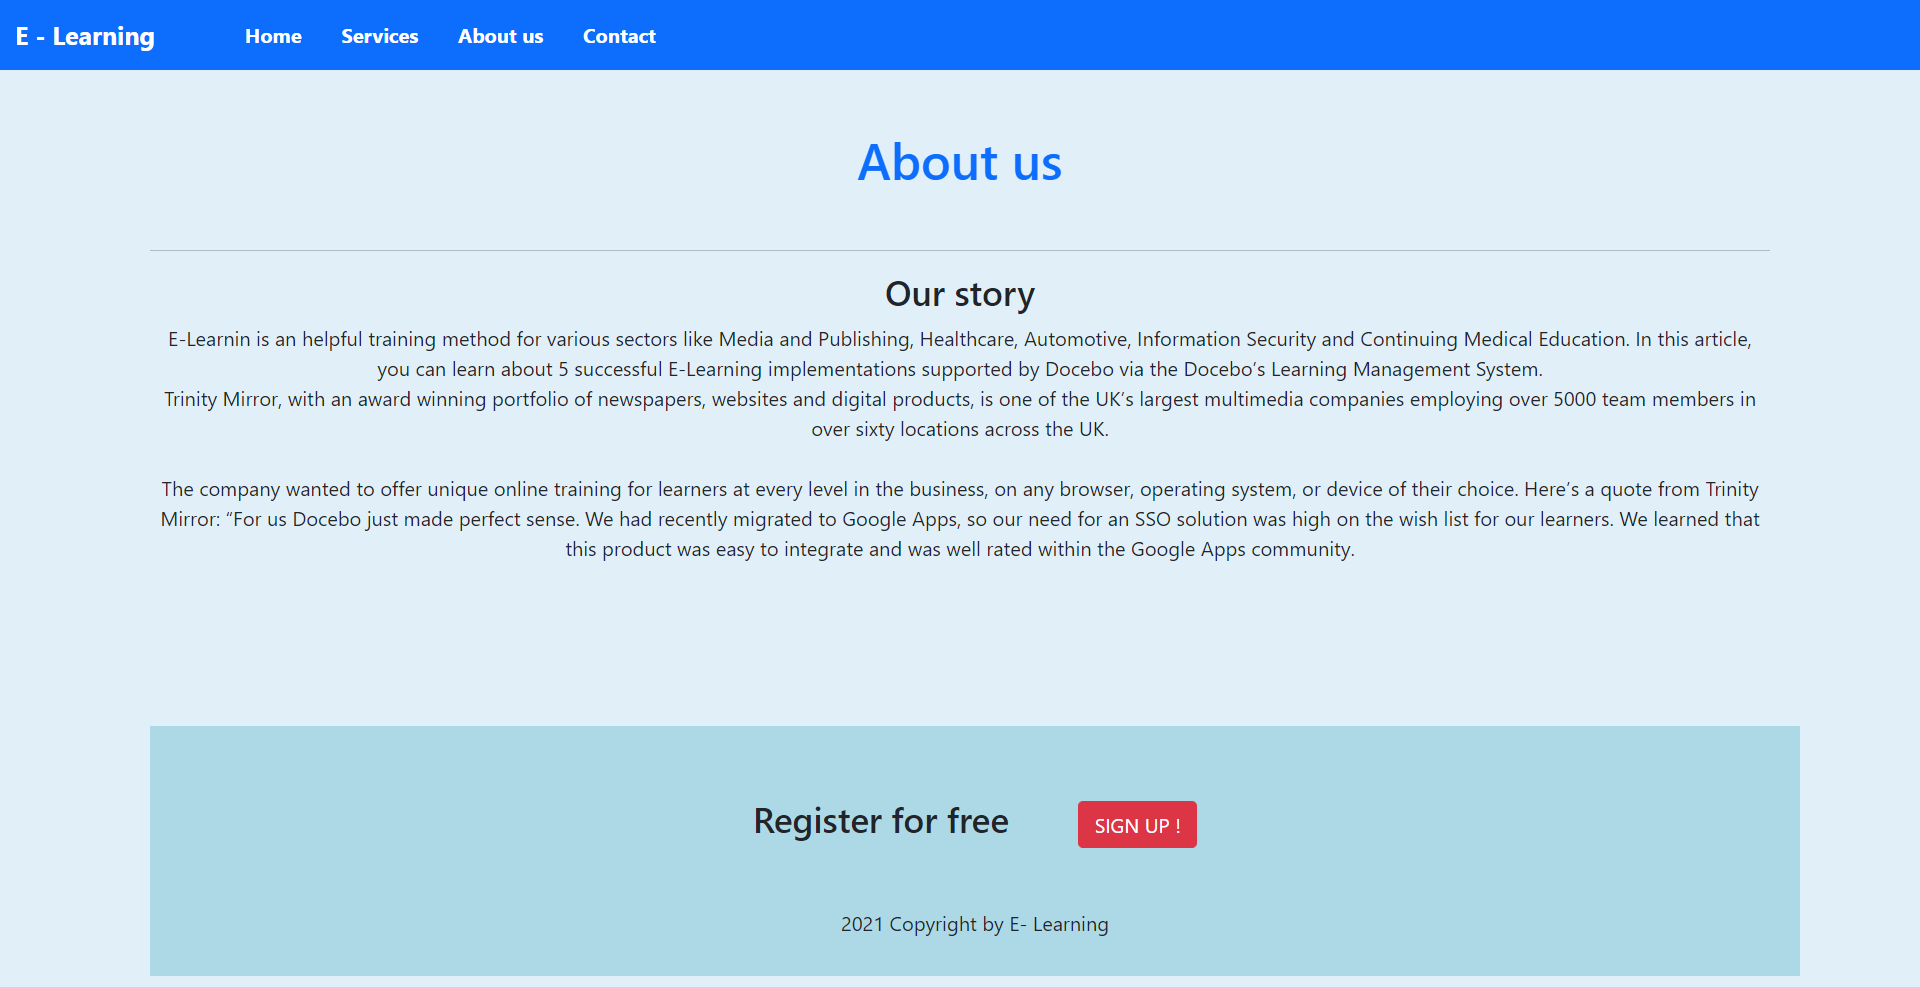 E - Learning Home Services About us Contact
About us
Our story
E-Learnin is an helpful training method for various sectors like Media and Publishing, Healthcare, Automotive, Information Security and Continuing Medical Education. In this article,
you can learn about 5 successful E-Learning implementations supported by Docebo via the Docebo’s Learning Management System.
Trinity Mirror, with an award winning portfolio of newspapers, websites and digital products, is one of the UK’s largest multimedia companies employing over 5000 team members in
over sixty locations across the UK.
The company wanted to offer unique online training for learners at every level in the business, on any browser, operating system, or device of their choice. Here’s a quote from Trinity
Mirror: “For us Docebo just made perfect sense. We had recently migrated to Google Apps, so our need for an SSO solution was high on the wish list for our learners. We learned that
this product was easy to integrate and was well rated within the Google Apps community.
Register for free SIGN UP !
2021 Copyright by E- Learning